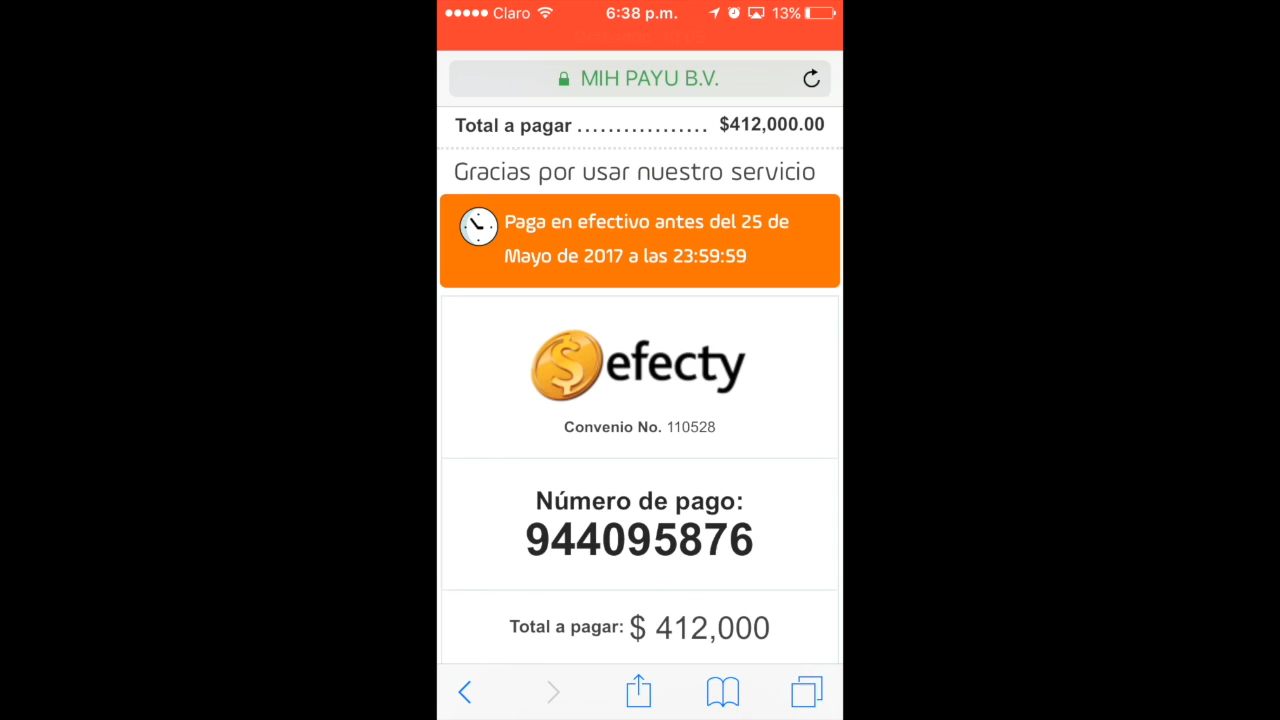 Claro 6:38 p.m. 13%
MIH PAYU B.V.
Total a pagar ................. $412,000.00
Gracias por usar nuestro servicio
Paga en efectivo antes del 25 de
Mayo de 2017 a las 23:59:59
$efecty
Convenio No. 110528
Número de pago:
944095876
Total a pagar: $ 412,000